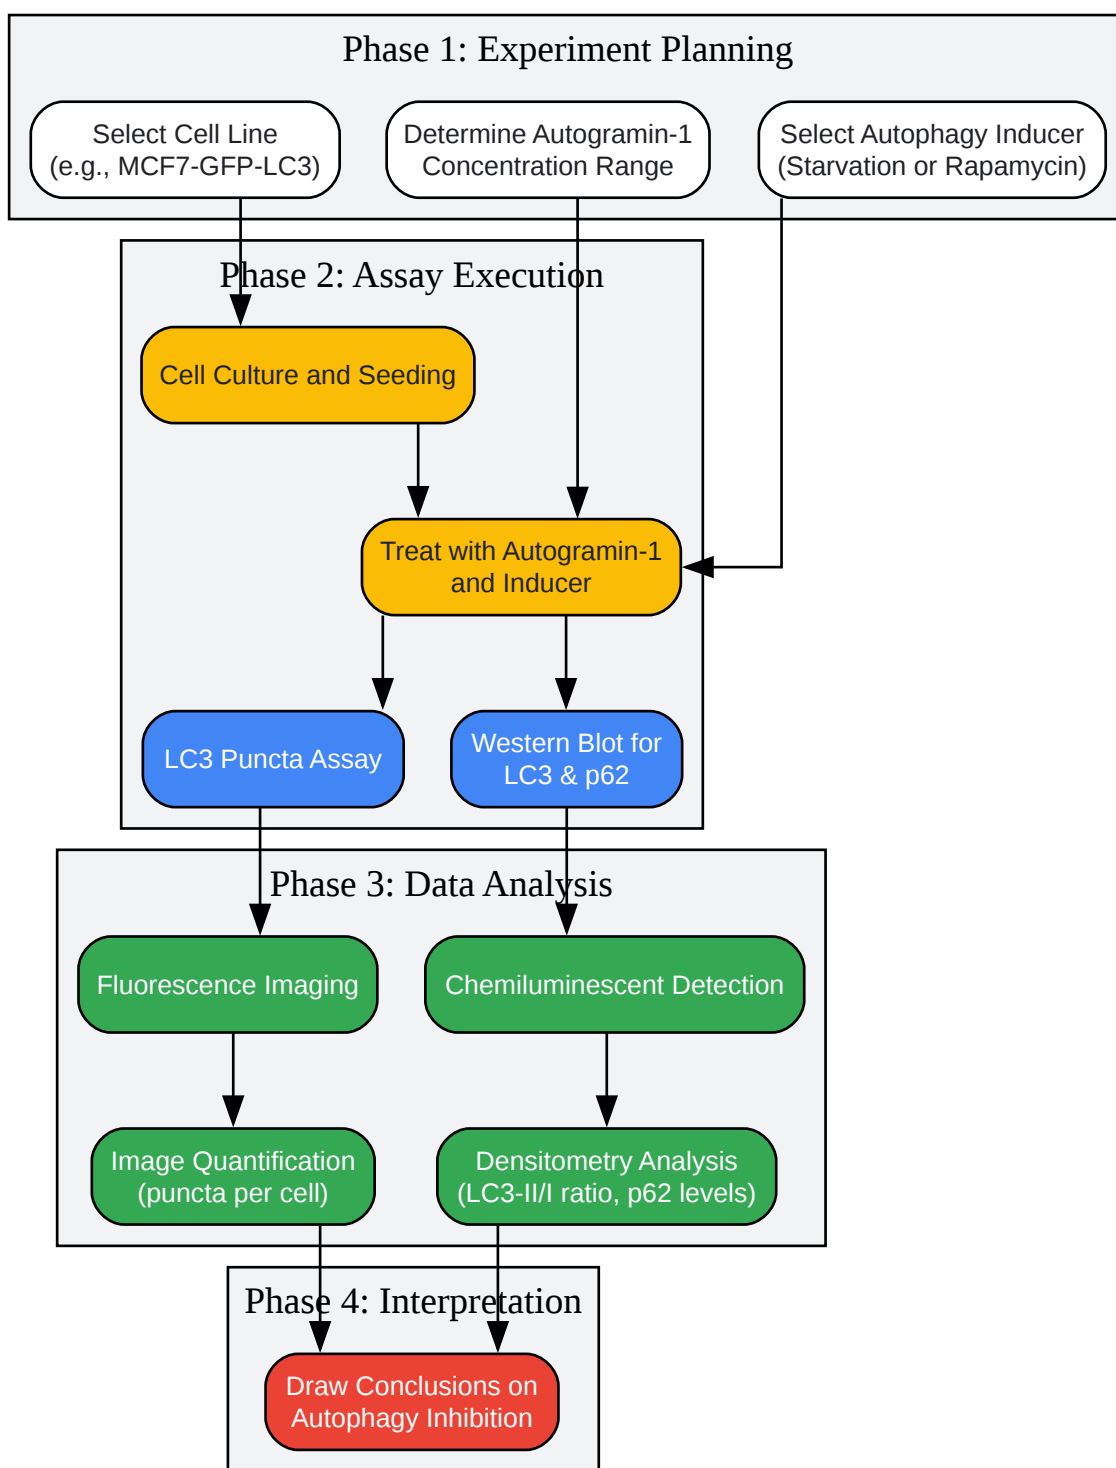 Phase 1: Experiment Planning
Select Cell Line
(e.g., MCF7-GFP-LC3)
Determine Autogramin-1
Concentration Range
Select Autophagy Inducer
(Starvation or Rapamycin)
Phase 2: Assay Execution
Cell Culture and Seeding
Treat with Autogramin-1
and Inducer
LC3 Puncta Assay
Western Blot for
LC3 & p62
Phase 3: Data Analysis
Fluorescence Imaging
Chemiluminescent Detection
Image Quantification
(puncta per cell)
Densitometry Analysis
(LC3-II/I ratio, p62 levels)
Phase 4: Interpretation
Draw Conclusions on
Autophagy Inhibition